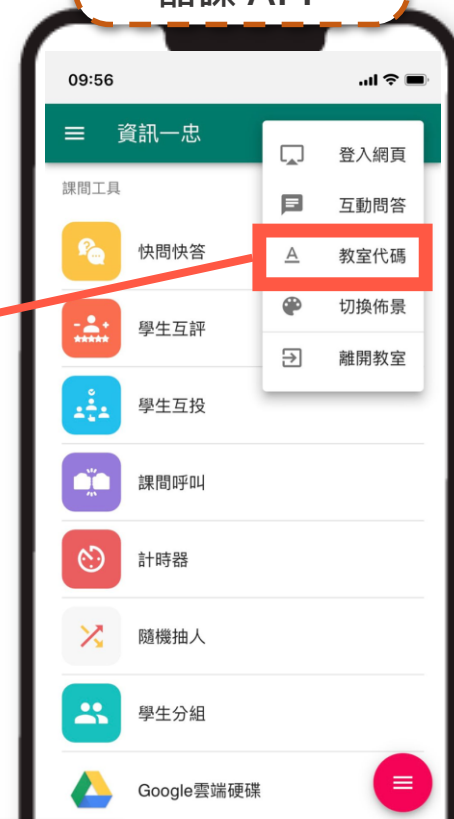 09:56
資訊一忠
課間工具
快問快答
學生互評
學生互投
課間呼叫
計時器
隨機抽人
學生分組
Google雲端硬碟
登入網頁
互動問答
教室代碼
切換佈景
離開教室